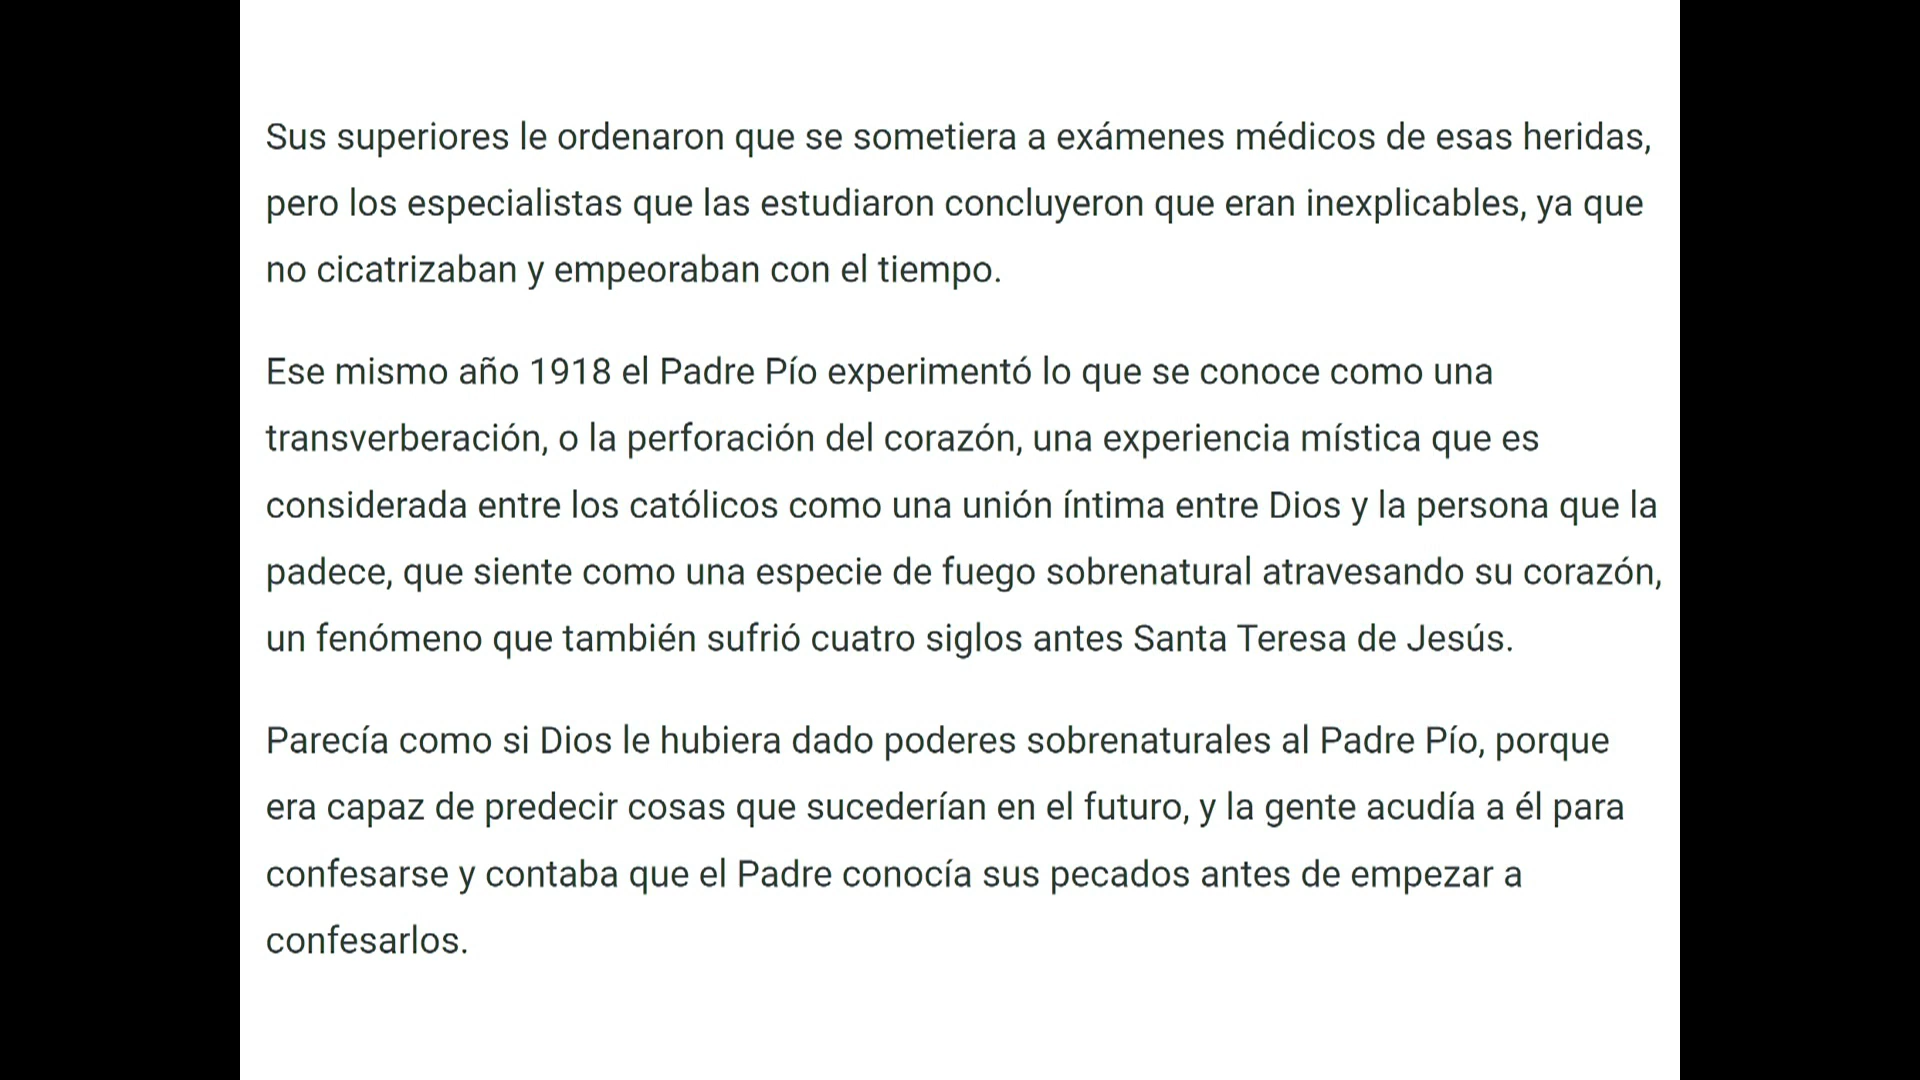 Sus superiores le ordenaron que se sometiera a exámenes médicos de esas heridas,
pero los especialistas que las estudiaron concluyeron que eran inexplicables, ya que
no cicatrizaban y empeoraban con el tiempo.
Ese mismo año 1918 el Padre Pío experimentó lo que se conoce como una
transverberación, o la perforación del corazón, una experiencia mística que es
considerada entre los católicos como una unión íntima entre Dios y la persona que la
padece, que siente como una especie de fuego sobrenatural atravesando su corazón,
un fenómeno que también sufrió cuatro siglos antes Santa Teresa de Jesús.
Parecía como si Dios le hubiera dado poderes sobrenaturales al Padre Pío, porque
era capaz de predecir cosas que sucederían en el futuro, y la gente acudía a él para
confesarse y contaba que el Padre conocía sus pecados antes de empezar a
confesarlos.